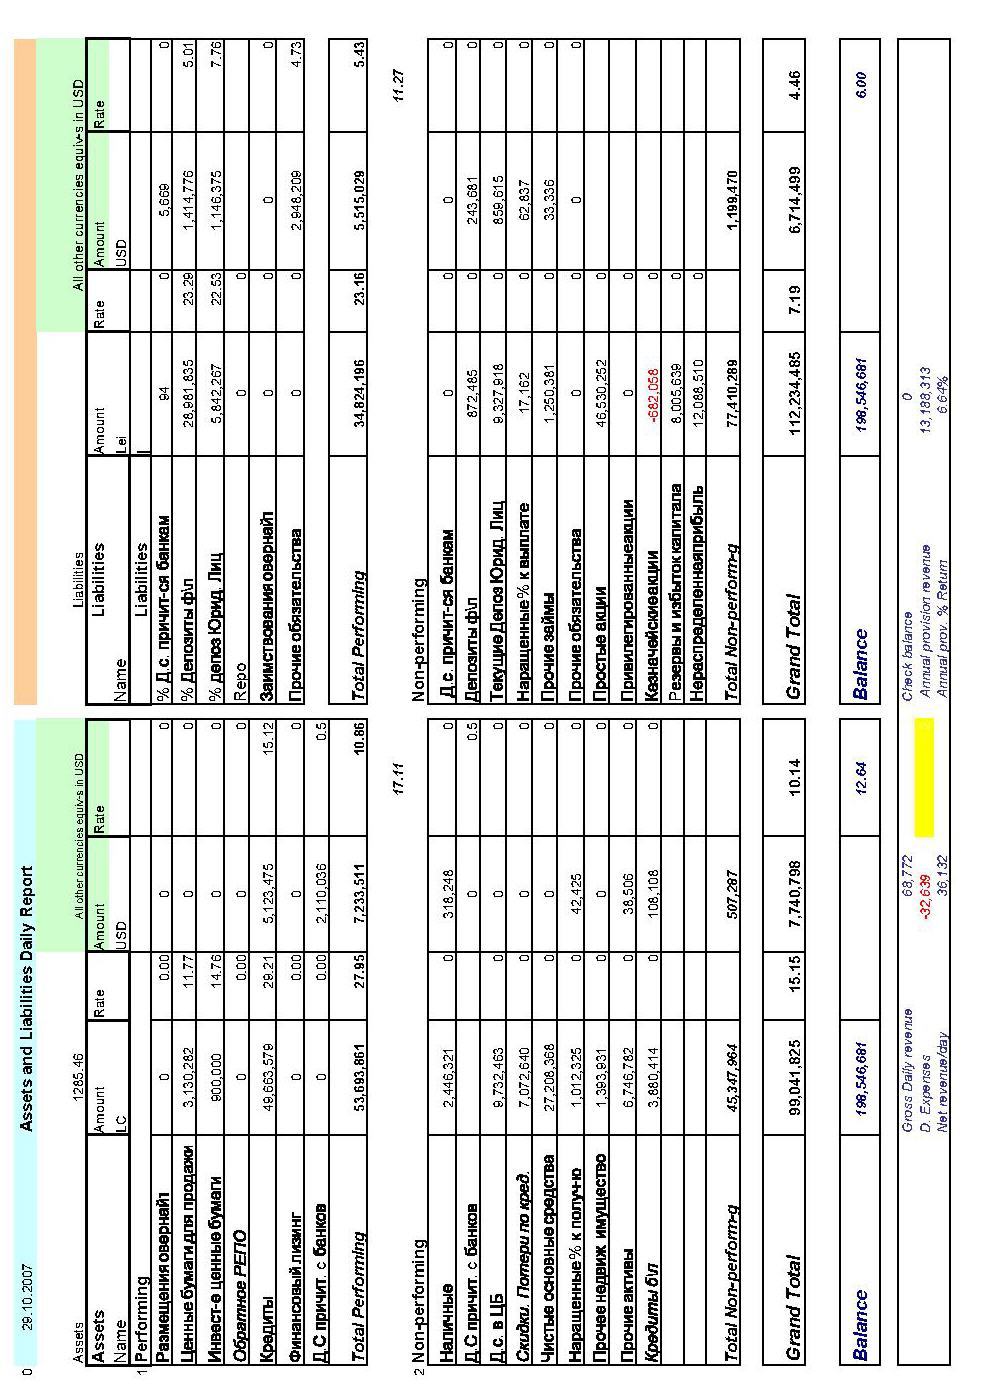 0 29.10.2007 Assets and Liabilities Daily Report
Assets 1285.46 All other currencies equiv-s in USD Liabilities All other currencies equiv-s in USD
Assets Amount Rate Amount Rate Liabilities Amount Rate Amount Rate
Name LC USD Name Lei USD
1 Performing Liabilities
Размещения овернайт 0 0.00 0 0 % Д.с. причит-ся банкам 94 0 5,669 0
Ценные бумаги для продажи 3,130,282 11.77 0 0 % Депозиты ф\л 28,981,835 23.29 1,414,776 5.01
Инвест-е ценные бумаги 900,000 14.76 0 0 % депоз Юрид. Лиц 5,842,267 22.53 1,146,375 7.76
Обратное РЕПО 0 0.00 0 0 Repo 0 0
Кредиты 49,663,579 29.21 5,123,475 15.12 Заимствования овернайт 0 0 0 0
Финансовый лизинг 0 0.00 0 0 Прочие обязательства 0 0 2,948,209 4.73
Д.С причит. с банков 0 0.00 2,110,036 0.5
Total Performing 53,693,861 27.95 7,233,511 10.86 Total Performing 34,824,196 23.16 5,515,029 5.43
17.11 11.27
2 Non-performing Non-performing
Наличные 2,446,321 0 318,248 0 Д.с. причит-ся банкам 0 0 0 0
Д.С причит. с банков 0 0.5 Депозиты ф\л 872,485 0 243,681 0
Д.с. в ЦБ 9,732,463 0 0 0 Текущие Депоз Юрид. Лиц 9,327,918 0 859,615 0
Скидки. Потери по кред. 7,072,640 0 0 0 Наращенные % к выплате 17,162 0 62,837 0
Чистые основные средства 27,208,368 0 0 0 Прочие займы 1,250,381 0 33,336 0
Наращенные % к получ-ю 1,012,325 0 42,425 0 Прочие обязательства 0 0 0
Прочее недвиж. имущество 1,393,931 0 0 0 Простые акции 46,530,252 0
Прочие активы 6,746,782 0 38,506 0 Привилегированные акции 0 0
Кредиты б\л 3,880,414 0 108,108 0 Казначейские акции -682,058 0
Резервы и избыток капитала 8,005,639 0
Нераспределенная прибыль 12,088,510 0
Total Non-perform-g 45,347,964 507,287 Total Non-perform-g 77,410,289 1,199,470
Grand Total 99,041,825 15.15 7,740,798 10.14 Grand Total 112,234,485 7.19 6,714,499 4.46
Balance 198,546,681 12.64 Balance 198,546,681 6.00
Gross Daily revenue 68,772 Check balance 0
D. Expenses -32,639 Annual provision revenue 13,188,313
Net revenue/day 36,132 Annual prov. % Return 6.64%